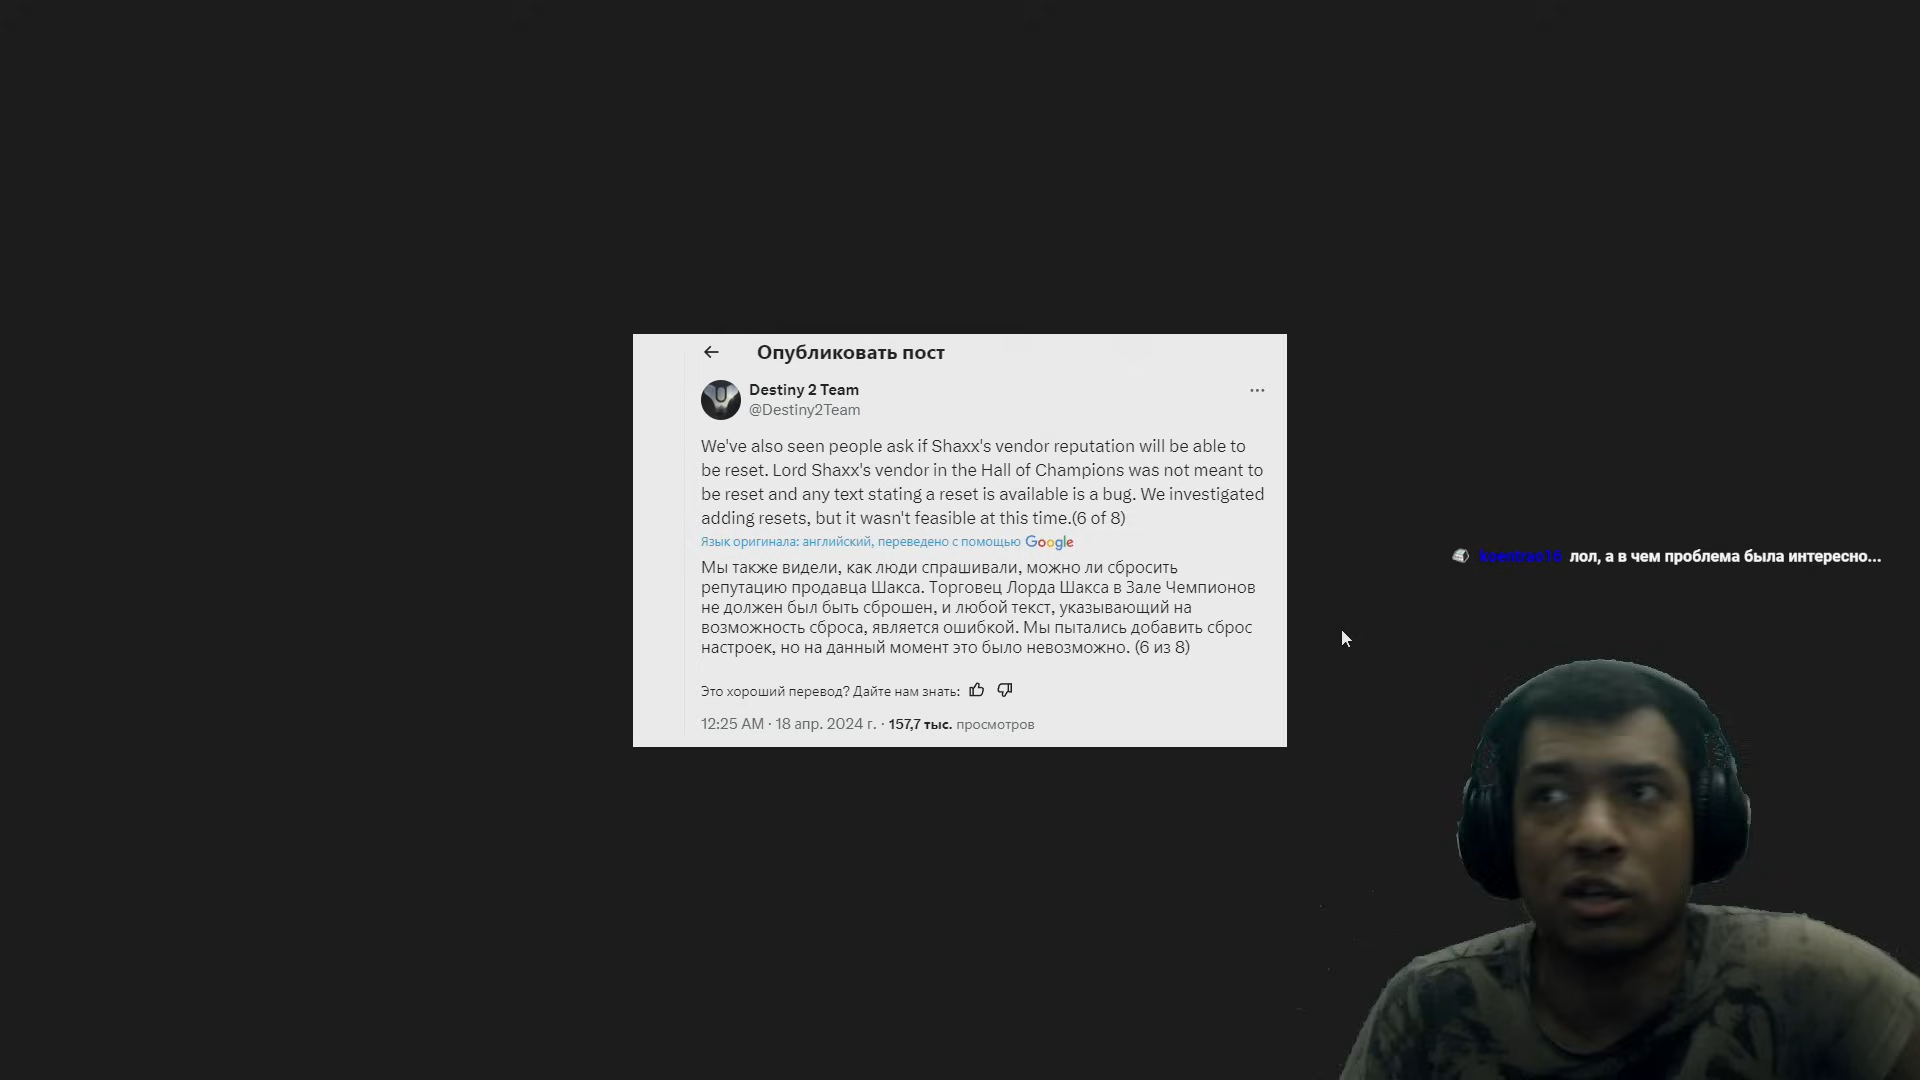 Опубликовать пост
Destiny 2 Team
@Destiny2Team
We've also seen people ask if Shaxx's vendor reputation will be able to
be reset. Lord Shaxx's vendor in the Hall of Champions was not meant to
be reset and any text stating a reset is available is a bug. We investigated
adding resets, but it wasn't feasible at this time.(6 of 8)
Язык оригинала: английский, переведено с помощью Google
Мы также видели, как люди спрашивали, можно ли сбросить
репутацию продавца Шакса. Торговец Лорда Шакса в Зале Чемпионов
не должен был быть сброшен, и любой текст, указывающий на
возможность сброса, является ошибкой. Мы пытались добавить сброс
настроек, но на данный момент это было невозможно. (6 из 8)
Это хороший перевод? Дайте нам знать:
12:25 AM · 18 апр. 2024 г. · 157,7 тыс. просмотров
koentrao16 лол, а в чем проблема была интересно...